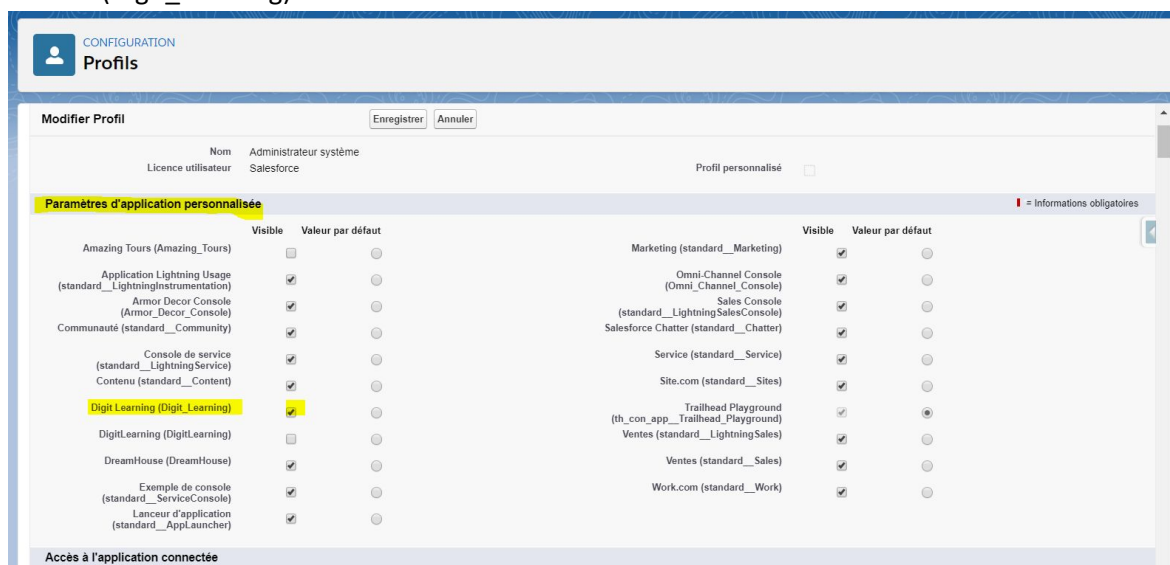 CONFIGURATION
Profils
Modifier Profil
Enregistrer Annuler
Nom Administrateur système
Licence utilisateur Salesforce
Profil personnalisé
Paramètres d'application personnalisée
= Informations obligatoires
Visible Valeur par défaut
Amazing Tours (Amazing_Tours)
Application Lightning Usage
(standard__LightningInstrumentation)
Armor Decor Console
(Armor_Decor_Console)
Communauté (standard__Community)
Console de service
(standard__LightningService)
Contenu (standard__Content)
Digit Learning (Digit_Learning)
DigitLearning (DigitLearning)
DreamHouse (DreamHouse)
Exemple de console
(standard__ServiceConsole)
Lanceur d'application
(standard__AppLauncher)
Visible Valeur par défaut
Marketing (standard__Marketing)
Omni-Channel Console
(Omni_Channel_Console)
Sales Console
(standard__LightningSalesConsole)
Salesforce Chatter (standard__Chatter)
Service (standard__Service)
Site.com (standard__Sites)
Trailhead Playground
(th_con_app__Trailhead_Playground)
Ventes (standard__LightningSales)
Ventes (standard__Sales)
Work.com (standard__Work)
Accès à l'application connectée